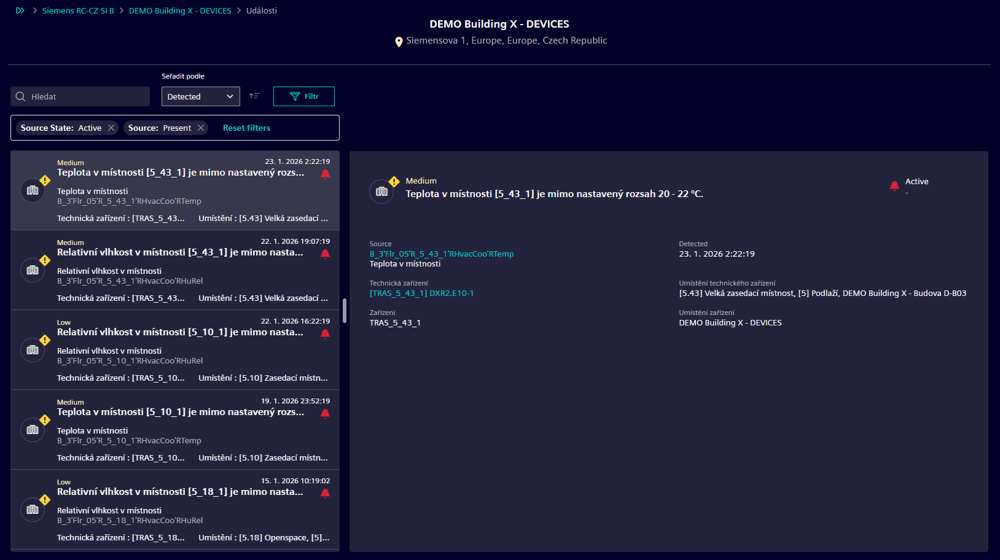 Siemens RC-CZ SI B > DEMO Building X - DEVICES > Události
DEMO Building X - DEVICES
Siemensova 1, Europe, Europe, Czech Republic
Seřadit podle
Hledat
Detected
Filtr
Source State: Active
Source: Present
Reset filters
Medium 23. 1. 2026 2:22:19
Teplota v místnosti [5_43_1] je mimo nastavený rozs...
Teplota v místnosti
B_3'Flr_05'R_5_43_1'RHvacCoo'RTemp
Technická zařízení : [TRAS_5_43... Umístění : [5.43] Velká zasedací ...
Medium 22. 1. 2026 19:07:19
Relativní vlhkost v místnosti [5_43_1] je mimo nasta...
Relativní vlhkost v místnosti
B_3'Flr_05'R_5_43_1'RHvacCoo'RHuRel
Technická zařízení : [TRAS_5_43... Umístění : [5.43] Velká zasedací ...
Low 22. 1. 2026 16:22:19
Relativní vlhkost v místnosti [5_10_1] je mimo nasta...
Relativní vlhkost v místnosti
B_3'Flr_05'R_5_10_1'RHvacCoo'RHuRel
Technická zařízení : [TRAS_5_10... Umístění : [5.10] Zasedací místn...
Medium 19. 1. 2026 23:52:19
Teplota v místnosti [5_10_1] je mimo nastavený rozs...
Teplota v místnosti
B_3'Flr_05'R_5_10_1'RHvacCoo'RTemp
Technická zařízení : [TRAS_5_10... Umístění : [5.10] Zasedací místn...
Low 15. 1. 2026 10:19:02
Relativní vlhkost v místnosti [5_18_1] je mimo nasta...
Relativní vlhkost v místnosti
B_3'Flr_05'R_5_18_1'RHvacCoo'RHuRel
Technická zařízení : [TRAS_5_18... Umístění : [5.18] Openspace, [5]...
Medium
Teplota v místnosti [5_43_1] je mimo nastavený rozsah 20 - 22 °C.
Active
-
Source
B_3'Flr_05'R_5_43_1'RHvacCoo'RTemp
Teplota v místnosti
Detected
23. 1. 2026 2:22:19
Technická zařízení
[TRAS_5_43_1] DXR2.E10-1
Umístění technického zařízení
[5.43] Velká zasedací místnost, [5] Podlaží, DEMO Building X - Budova D-B03
Zařízení
TRAS_5_43_1
Umístění zařízení
DEMO Building X - DEVICES